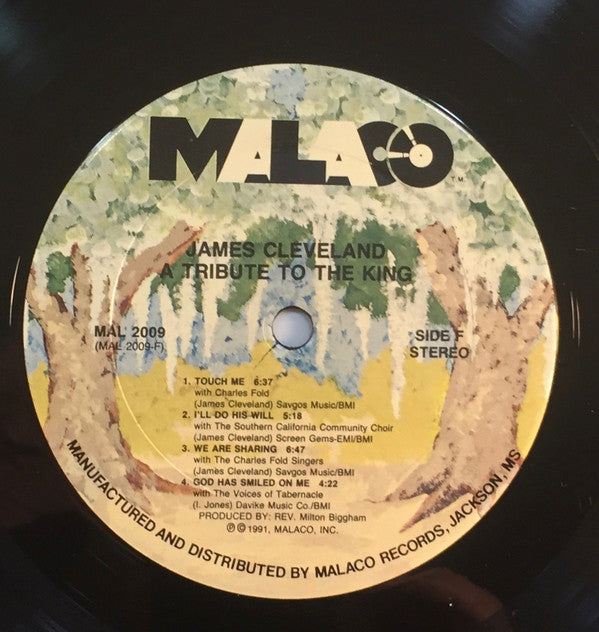 MALACO TM
JAMES CLEVELAND
A TRIBUTE TO THE KING
MAL 2009
(MAL 2009-F)
SIDE F
STEREO
1. TOUCH ME 6:37
with Charles Fold
(James Cleveland) Savgos Music/BMI
2. I'LL DO HIS WILL 5:18
with The Southern California Community Choir
(James Cleveland) Screen Gems-EMI/BMI
3. WE ARE SHARING 6:47
with The Charles Fold Singers
(James Cleveland) Savgos Music/BMI
4. GOD HAS SMILED ON ME 4:22
with The Voices of Tabernacle
(I. Jones) Davike Music Co./BMI
PRODUCED BY: REV. Milton Biggham
℗ © 1991, MALACO, INC.
MANUFACTURED AND DISTRIBUTED BY MALACO RECORDS, JACKSON, MS